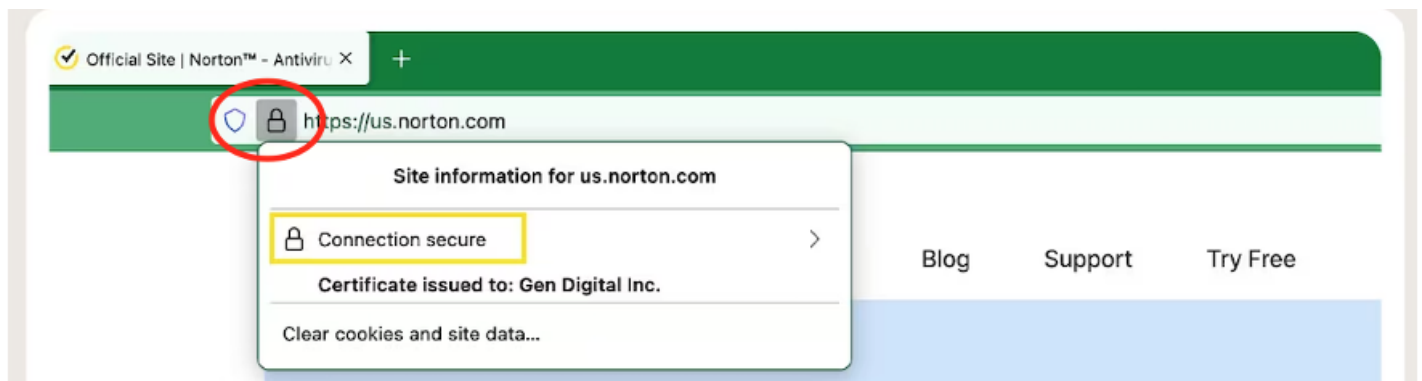 Official Site | Norton™ - Antiviru
https://us.norton.com
Site information for us.norton.com
Connection secure
Certificate issued to: Gen Digital Inc.
Clear cookies and site data...
Blog Support Try Free